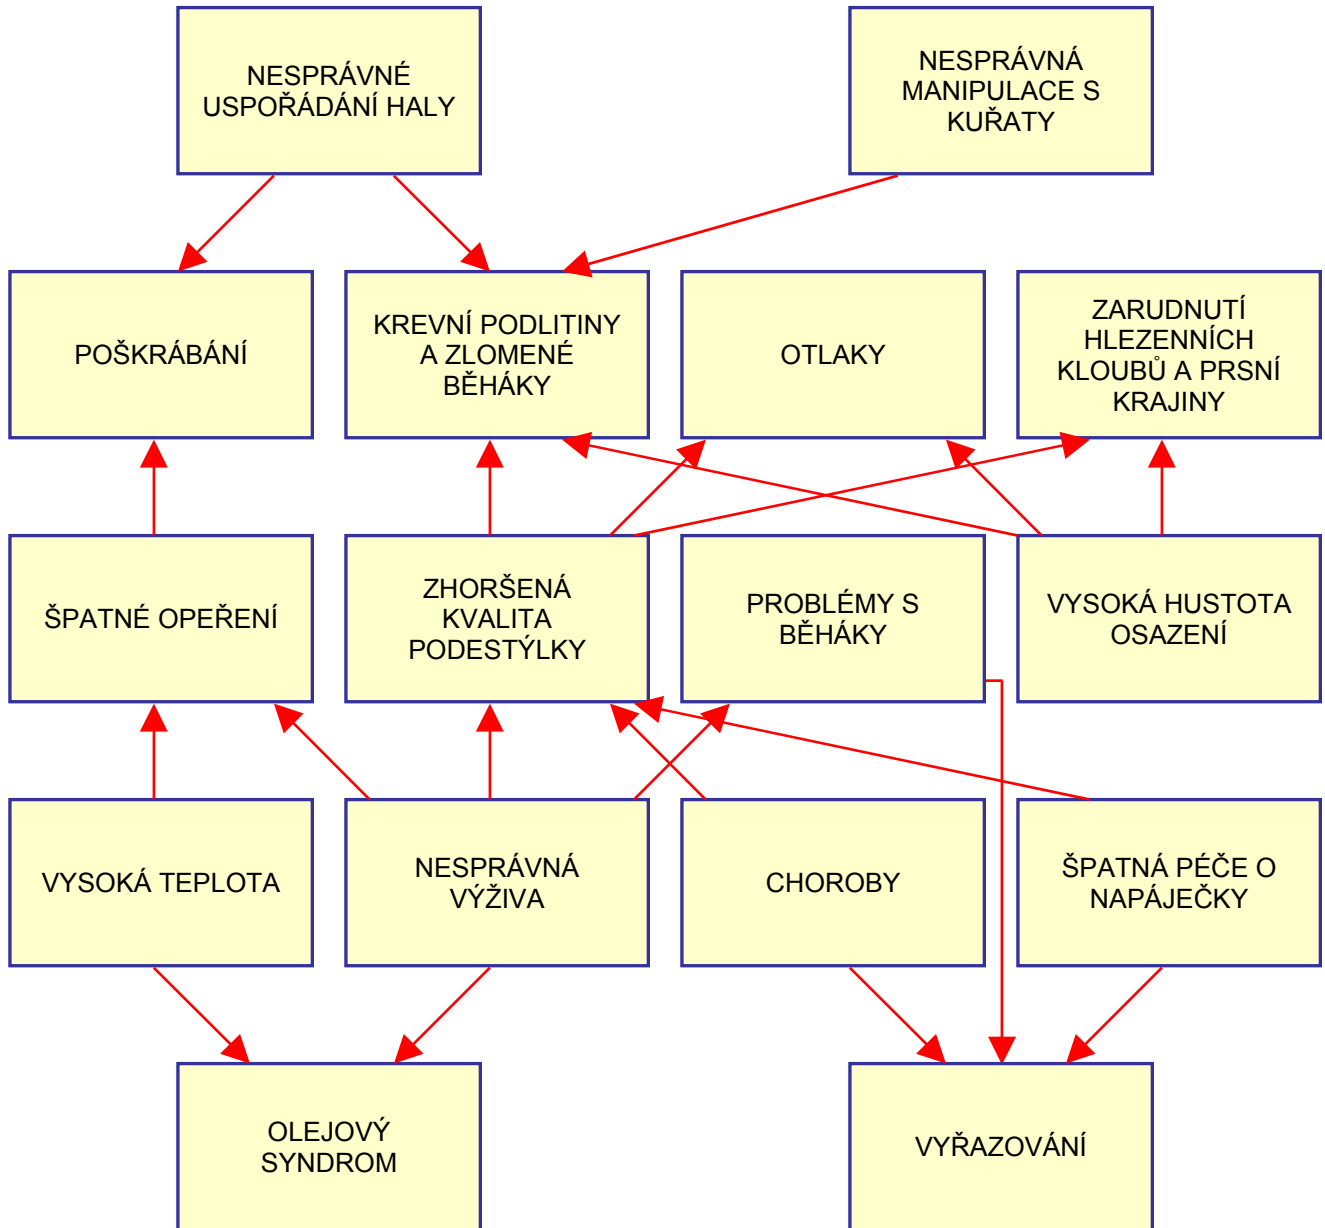 NESPRÁVNÉ
USPOŘÁDÁNÍ HALY
NESPRÁVNÁ
MANIPULACE S
KUŘATY
POŠKRÁBÁNÍ
KREVNÍ PODLITINY
A ZLOMENÉ
BĚHÁKY
OTLAKY
ZARUDNUTÍ
HLEZENNÍCH
KLOUBŮ A PRSNÍ
KRAJINY
ŠPATNÉ OPEŘENÍ
ZHORŠENÁ
KVALITA
PODESTÝLKY
PROBLÉMY S
BĚHÁKY
VYSOKÁ HUSTOTA
OSAZENÍ
VYSOKÁ TEPLOTA
NESPRÁVNÁ
VÝŽIVA
CHOROBY
ŠPATNÁ PÉČE O
NAPÁJEČKY
OLEJOVÝ
SYNDROM
VYŘAZOVÁNÍ